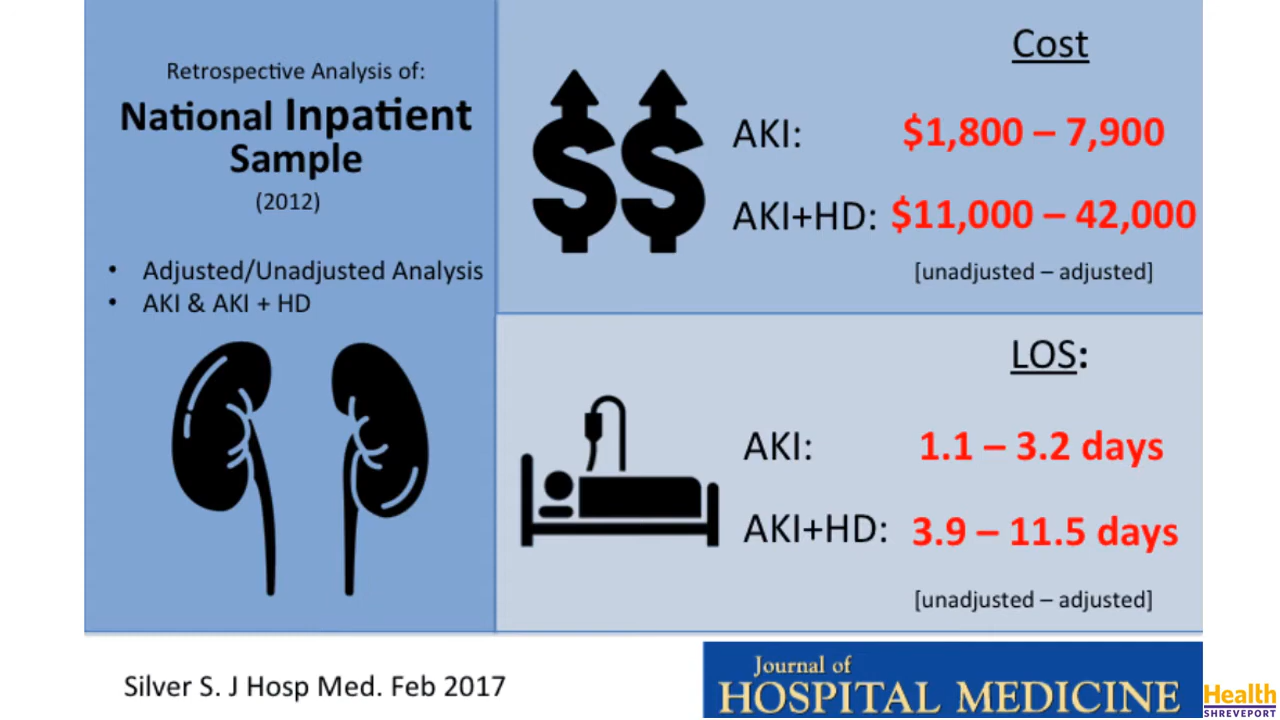 Retrospective Analysis of:
National Inpatient
Sample
(2012)
• Adjusted/Unadjusted Analysis
• AKI & AKI + HD
Cost
AKI: $1,800 – 7,900
AKI+HD: $11,000 – 42,000
[unadjusted – adjusted]
LOS:
AKI: 1.1 – 3.2 days
AKI+HD: 3.9 – 11.5 days
[unadjusted – adjusted]
Silver S. J Hosp Med. Feb 2017
Journal of
HOSPITAL MEDICINE
Health
SHREVEPORT